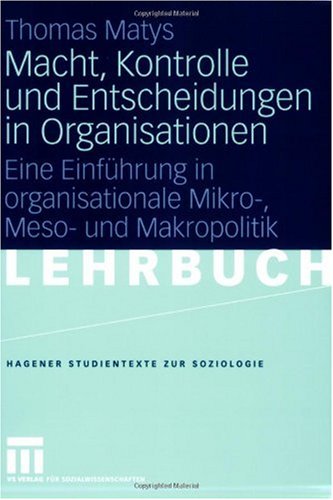 Thomas Matys
Macht, Kontrolle
und Entscheidungen
in Organisationen
Eine Einführung in
organisationale Mikro-,
Meso- und Makropolitik
LEHRBUCH
HAGENER STUDIENTEXTE ZUR SOZIOLOGIE
VS VERLAG FÜR SOZIALWISSENSCHAFTEN